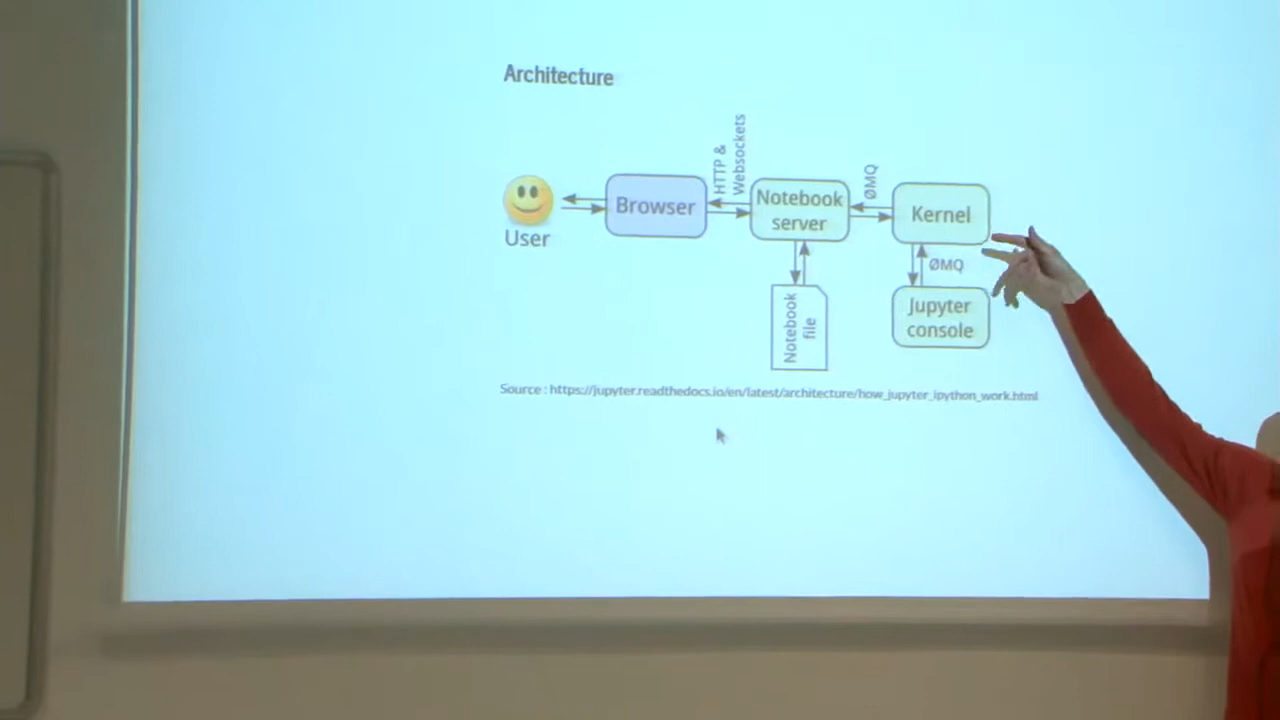 Architecture
HTTP &
Websockets
ØMQ
User
Browser
Notebook
server
Kernel
ØMQ
Notebook
file
Jupyter
console
Source : https://jupyter.readthedocs.io/en/latest/architecture/how_jupyter_ipython_work.html